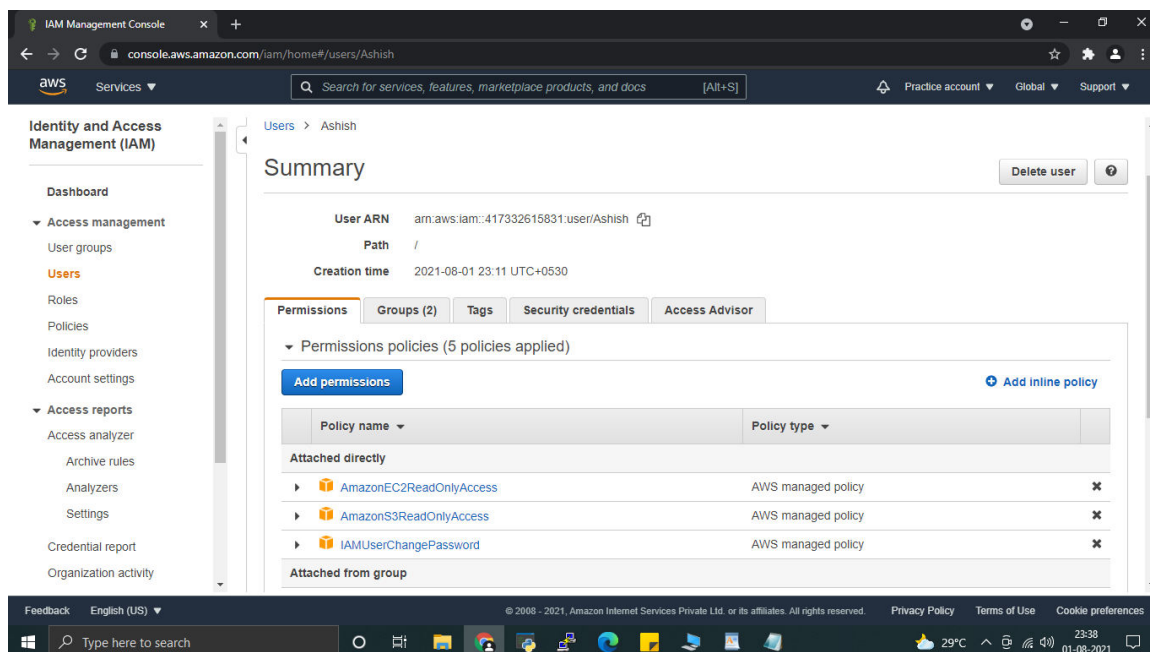 IAM Management Console
console.aws.amazon.com/iam/home#/users/Ashish
aws Services Search for services, features, marketplace products, and docs [Alt+S] Practice account Global Support
Identity and Access Management (IAM)
Dashboard
Access management
User groups
Users
Roles
Policies
Identity providers
Account settings
Access reports
Access analyzer
Archive rules
Analyzers
Settings
Credential report
Organization activity
Users > Ashish
Summary
Delete user
User ARN arn:aws:iam::417332615831:user/Ashish
Path /
Creation time 2021-08-01 23:11 UTC+0530
Permissions Groups (2) Tags Security credentials Access Advisor
Permissions policies (5 policies applied)
Add permissions Add inline policy
Policy name Policy type
Attached directly
AmazonEC2ReadOnlyAccess AWS managed policy
AmazonS3ReadOnlyAccess AWS managed policy
IAMUserChangePassword AWS managed policy
Attached from group
Feedback English (US) © 2008 - 2021, Amazon Internet Services Private Ltd. or its affiliates. All rights reserved. Privacy Policy Terms of Use Cookie preferences
Type here to search 29°C 23:38
01-08-2021